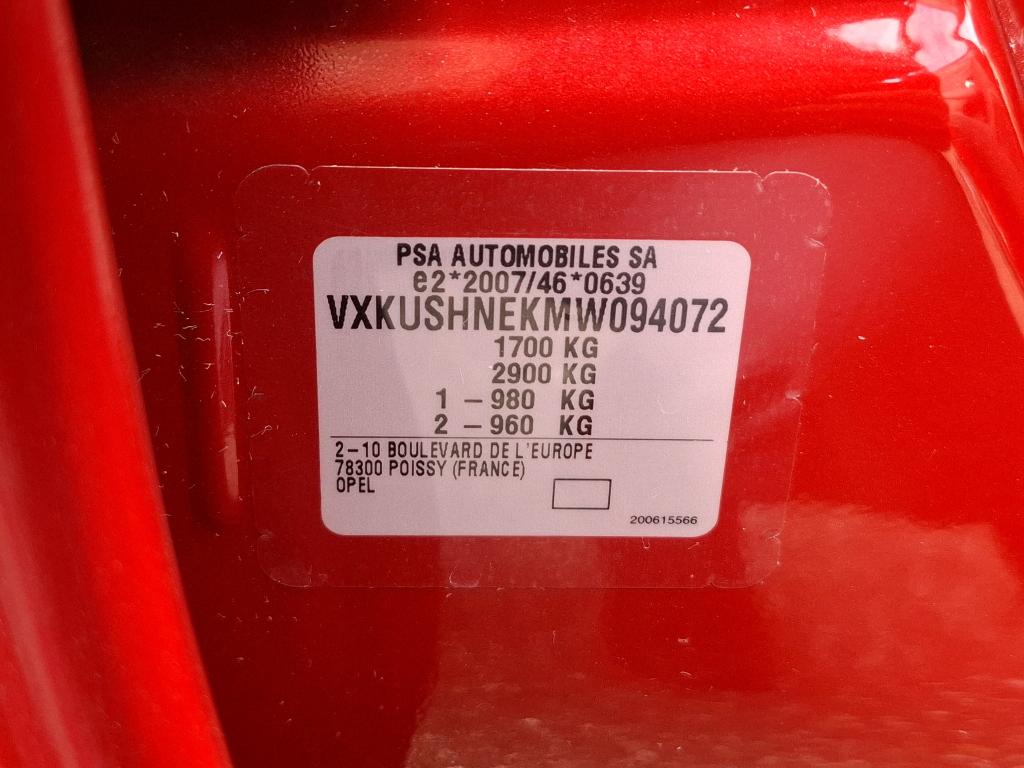 PSA AUTOMOBILES SA
e2*2007/46*0639
VXKUSHNEKMW094072
1700 KG
2900 KG
1 – 980 KG
2 – 960 KG
2–10 BOULEVARD DE L'EUROPE
78300 POISSY (FRANCE)
OPEL
200615566